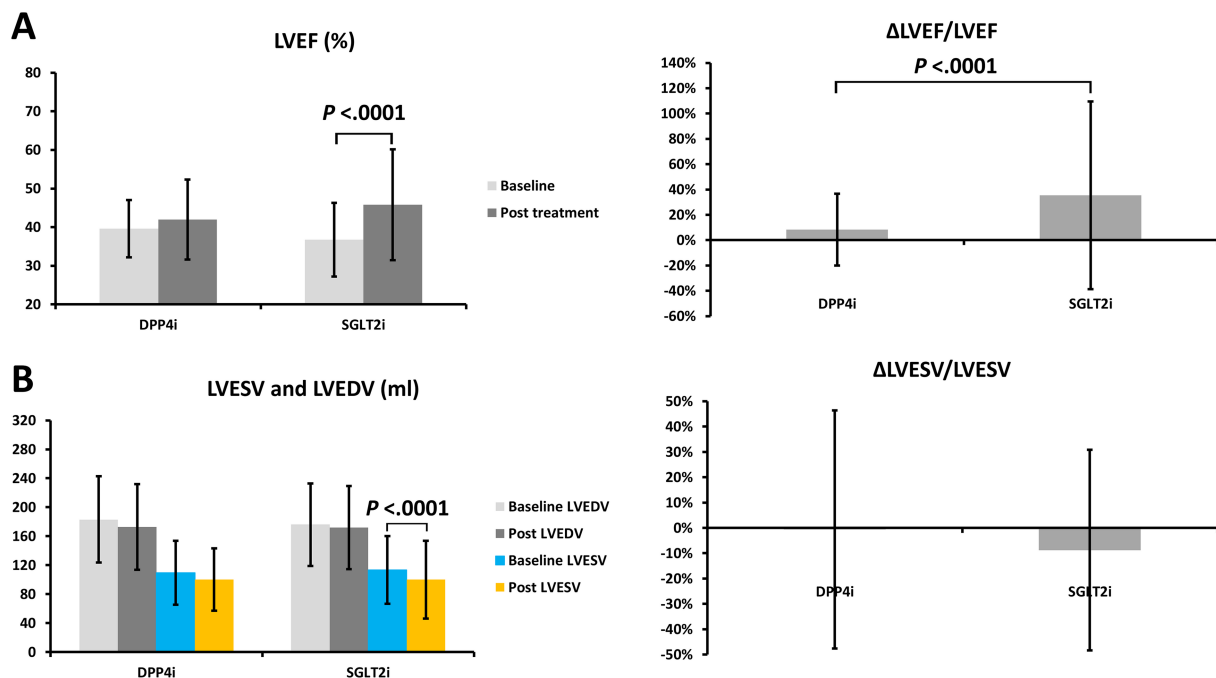 A
LVEF (%)
80
70
60
50
40
30
20
P <.0001
DPP4i
SGLT2i
Baseline
Post treatment
ΔLVEF/LVEF
140%
120%
100%
80%
60%
40%
20%
0%
-20%
-40%
-60%
P <.0001
DPP4i
SGLT2i
B
LVESV and LVEDV (ml)
320
280
240
200
160
120
80
40
0
P <.0001
DPP4i
SGLT2i
Baseline LVEDV
Post LVEDV
Baseline LVESV
Post LVESV
ΔLVESV/LVESV
50%
40%
30%
20%
10%
0%
-10%
-20%
-30%
-40%
-50%
DPP4i
SGLT2i